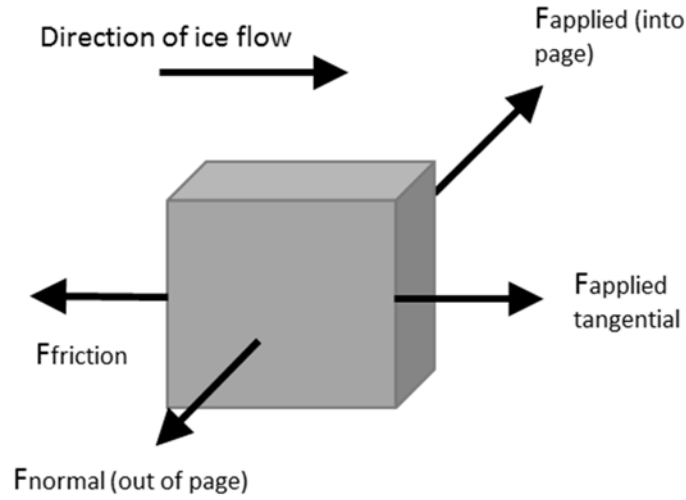 Direction of ice flow
Fapplied (into
page)
Fapplied
tangential
Ffriction
Fnormal (out of page)